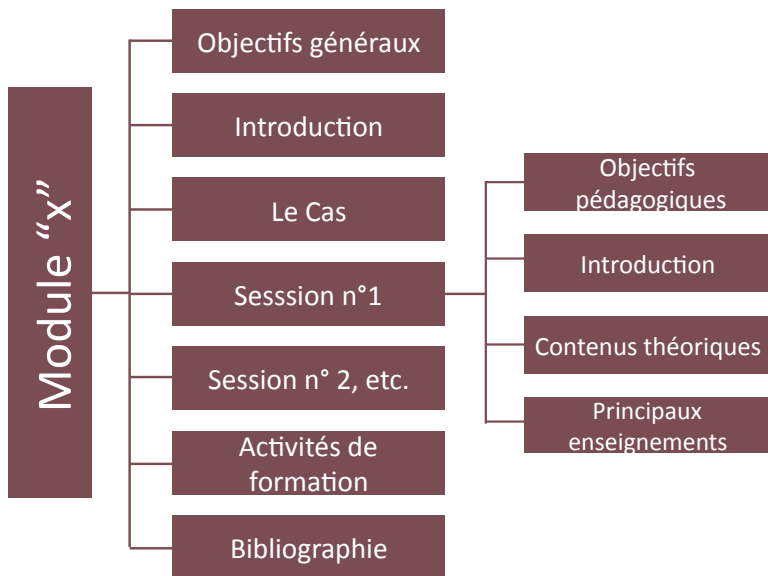 Module “x”
Objectifs généraux
Introduction
Le Cas
Sesssion n°1
Session n° 2, etc.
Activités de
formation
Bibliographie
Objectifs
pédagogiques
Introduction
Contenus théoriques
Principaux
enseignements